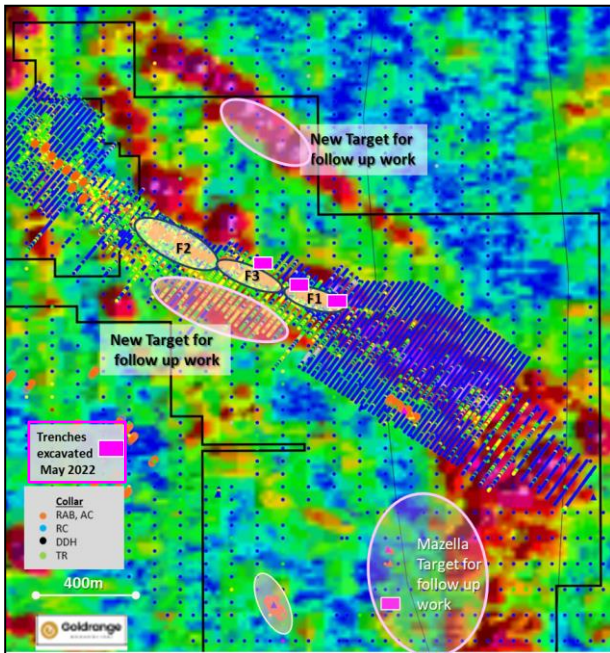 New Target for
follow up work
F2
F3
F1
New Target for
follow up work
Trenches
excavated
May 2022
Collar
RAB, AC
RC
DDH
TR
400m
Mazella
Target for
follow up
work
Goldrange